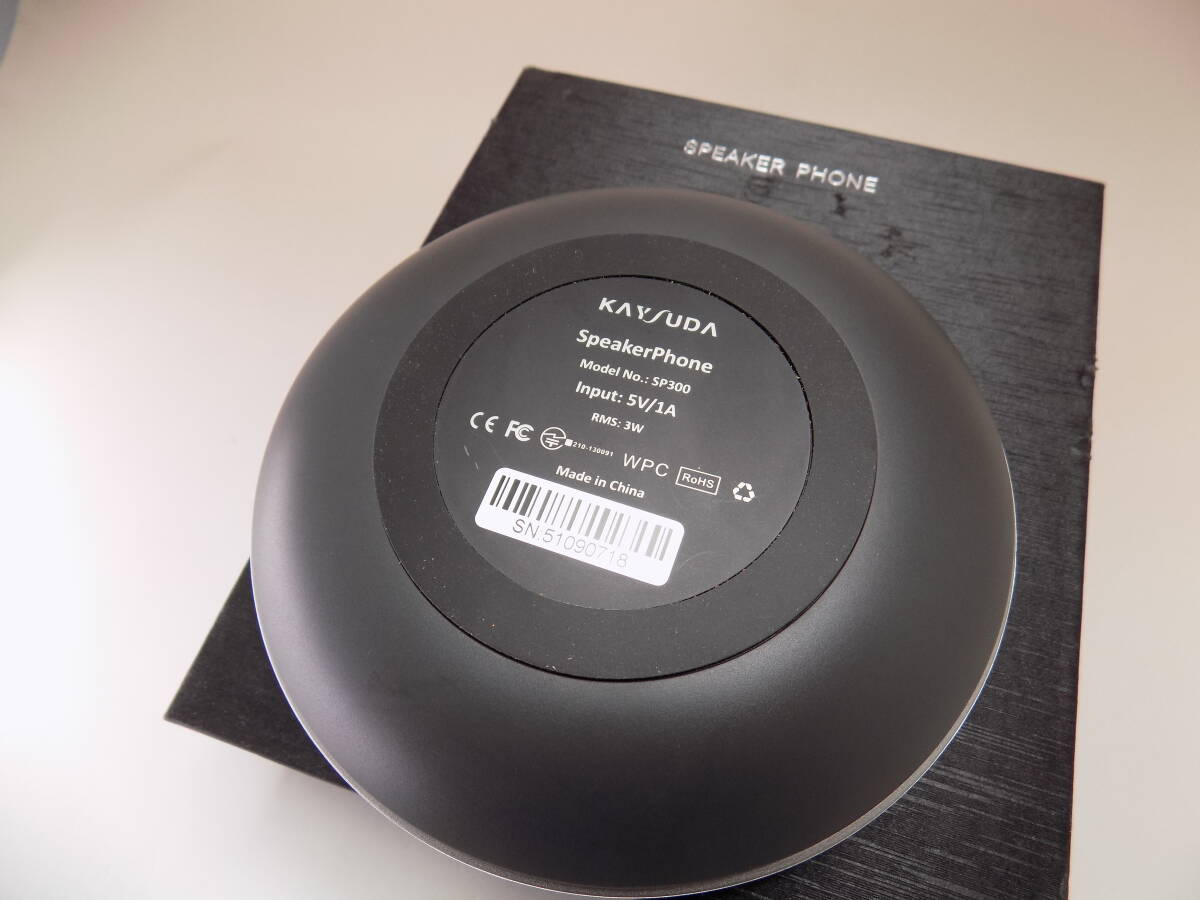 SPEAKER PHONE
KAYSUDA
SpeakerPhone
Model No.: SP300
Input: 5V/1A
RMS: 3W
CE FC 210-130091 WPC RoHS
Made in China
SN:51090718